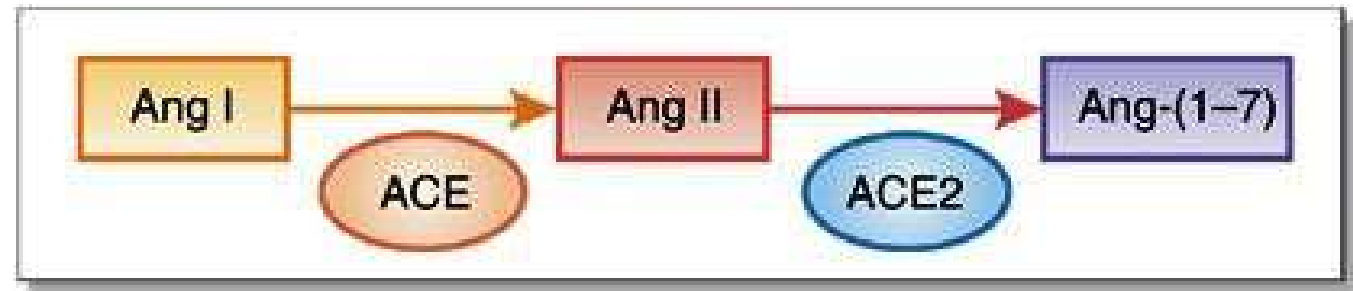 Ang I
Ang II
Ang-(1–7)
ACE
ACE2